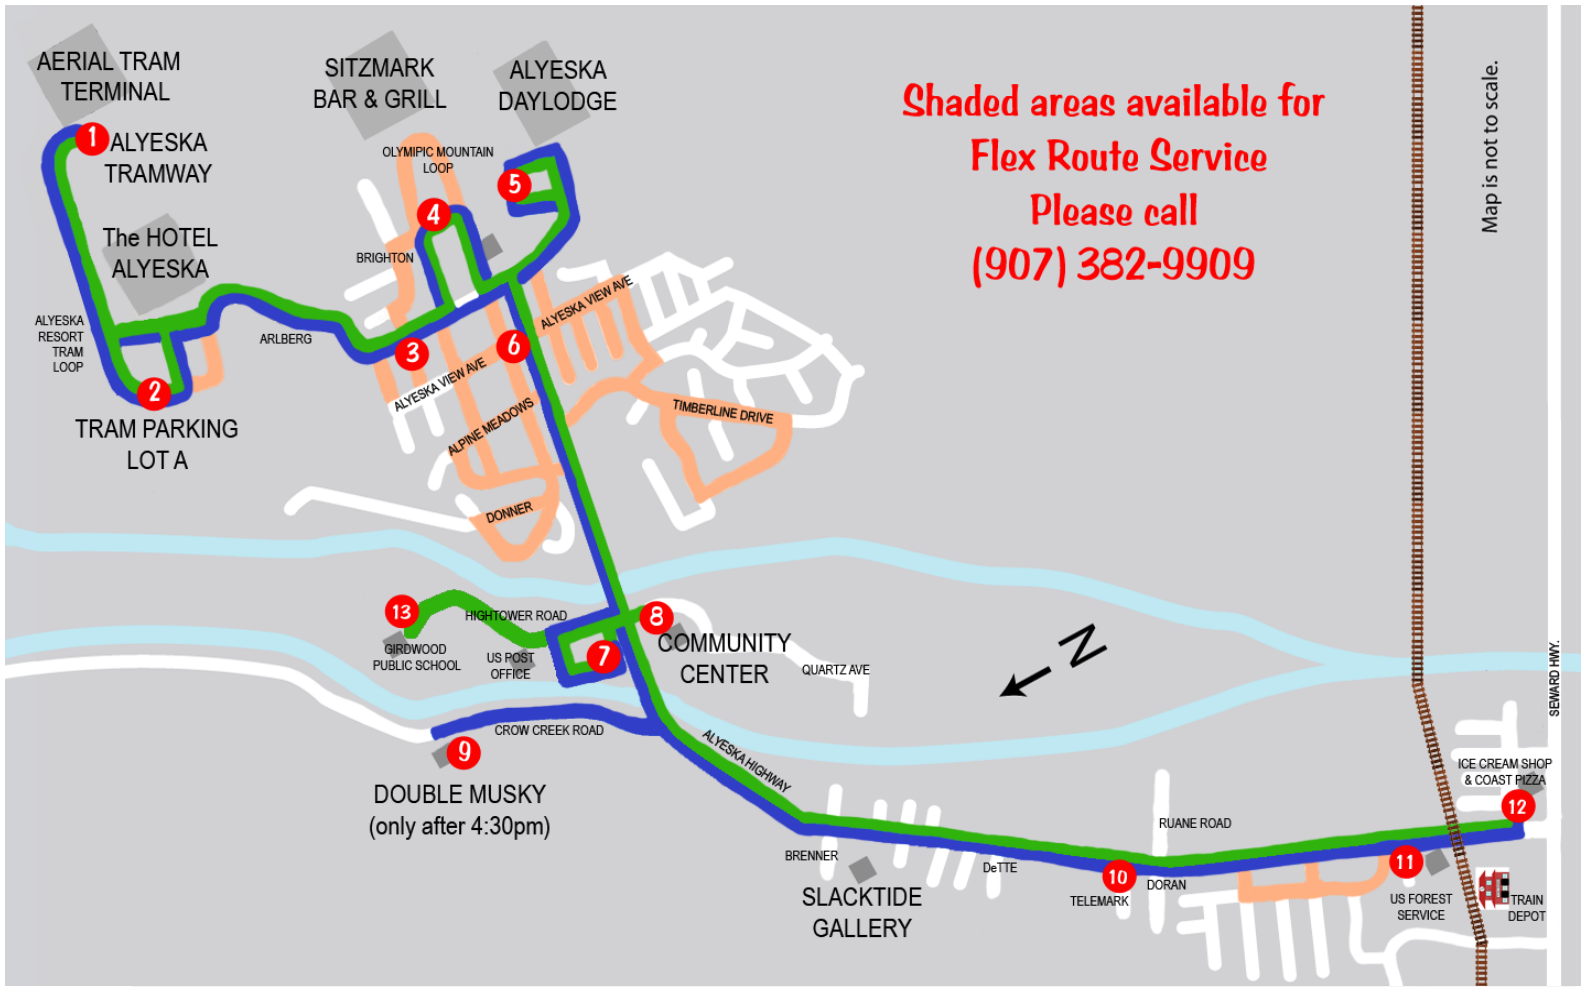 AERIAL TRAM
TERMINAL
SITZMARK
BAR & GRILL
ALYESKA
DAYLODGE
Shaded areas available for
Flex Route Service
Please call
(907) 382-9909
Map is not to scale.
1
ALYESKA
TRAMWAY
OLYMIPIC MOUNTAIN
LOOP
5
4
The HOTEL
ALYESKA
BRIGHTON
ALYESKA VIEW AVE
ALYESKA
RESORT
TRAM
LOOP
ARLBERG
3
6
ALYESKA VIEW AVE
2
TRAM PARKING
LOT A
ALPINE MEADOWS
TIMBERLINE DRIVE
DONNER
13
HIGHTOWER ROAD
8
GIRDWOOD
PUBLIC SCHOOL
US POST
OFFICE
7
COMMUNITY
CENTER
QUARTZ AVE
N
SEWARD HWY.
CROW CREEK ROAD
9
ALYESKA HIGHWAY
DOUBLE MUSKY
(only after 4:30pm)
ICE CREAM SHOP
& COAST PIZZA
12
RUANE ROAD
BRENNER
DeTTE
10
DORAN
11
TELEMARK
SLACKTIDE
GALLERY
US FOREST
SERVICE
TRAIN
DEPOT